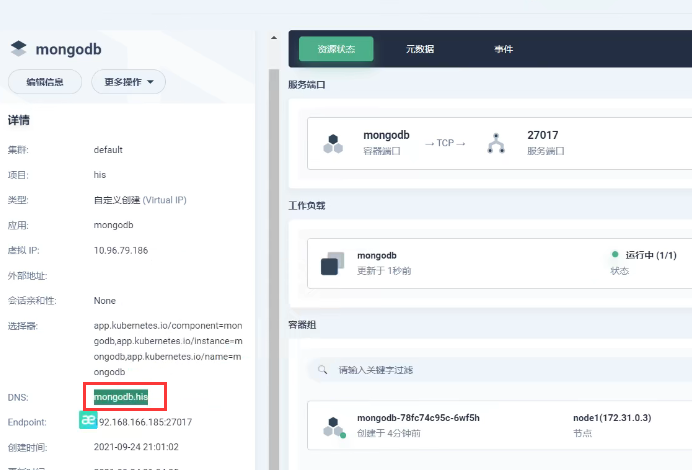 mongodb
编辑信息
更多操作
详情
集群: default
项目: his
类型: 自定义创建 (Virtual IP)
应用: mongodb
虚拟 IP: 10.96.79.186
外部地址:
会话亲和性: None
选择器: app.kubernetes.io/component=mon
godb,app.kubernetes.io/instance=m
ongodb,app.kubernetes.io/name=m
ongodb
DNS: mongodb.his
Endpoint: 92.168.166.185:27017
创建时间: 2021-09-24 21:01:02
资源状态
元数据
事件
服务端口
mongodb
容器端口
→ TCP →
27017
服务端口
工作负载
mongodb
更新于 1秒前
运行中 (1/1)
状态
容器组
请输入关键字过滤
mongodb-78fc74c95c-6wf5h
创建于 4分钟前
node1(172.31.0.3)
节点